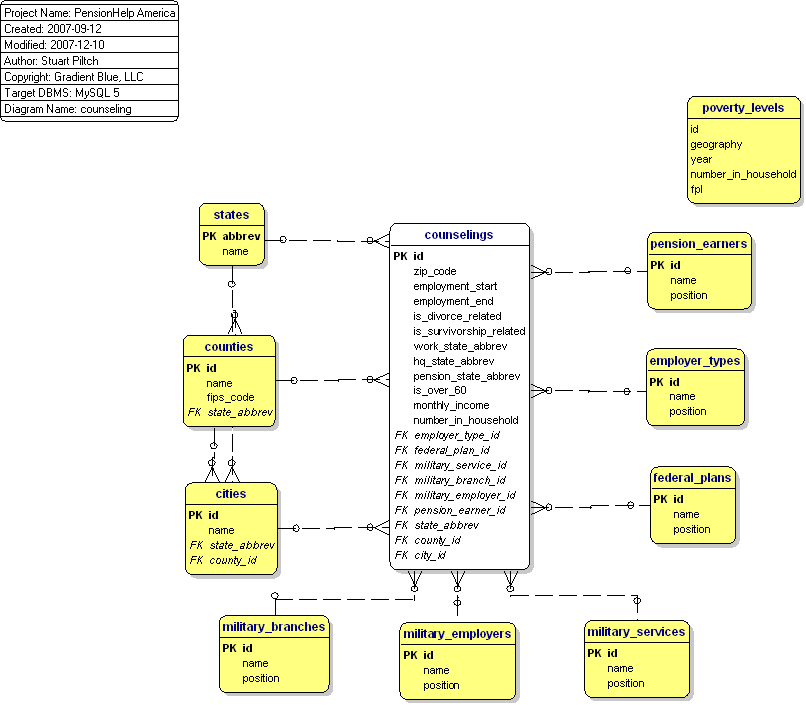 Project Name: PensionHelp America
Created: 2007-09-12
Modified: 2007-12-10
Author: Stuart Piltch
Copyright: Gradient Blue, LLC
Target DBMS: MySQL 5
Diagram Name: counseling
poverty_levels
id
geography
year
number_in_household
fpl
states
PK abbrev
name
counselings
PK id
zip_code
employment_start
employment_end
is_divorce_related
is_survivorship_related
work_state_abbrev
hq_state_abbrev
pension_state_abbrev
is_over_60
monthly_income
number_in_household
FK employer_type_id
FK federal_plan_id
FK military_service_id
FK military_branch_id
FK military_employer_id
FK pension_earner_id
FK state_abbrev
FK county_id
FK city_id
pension_earners
PK id
name
position
counties
PK id
name
fips_code
FK state_abbrev
employer_types
PK id
name
position
cities
PK id
name
FK state_abbrev
FK county_id
federal_plans
PK id
name
position
military_branches
PK id
name
position
military_employers
PK id
name
position
military_services
PK id
name
position